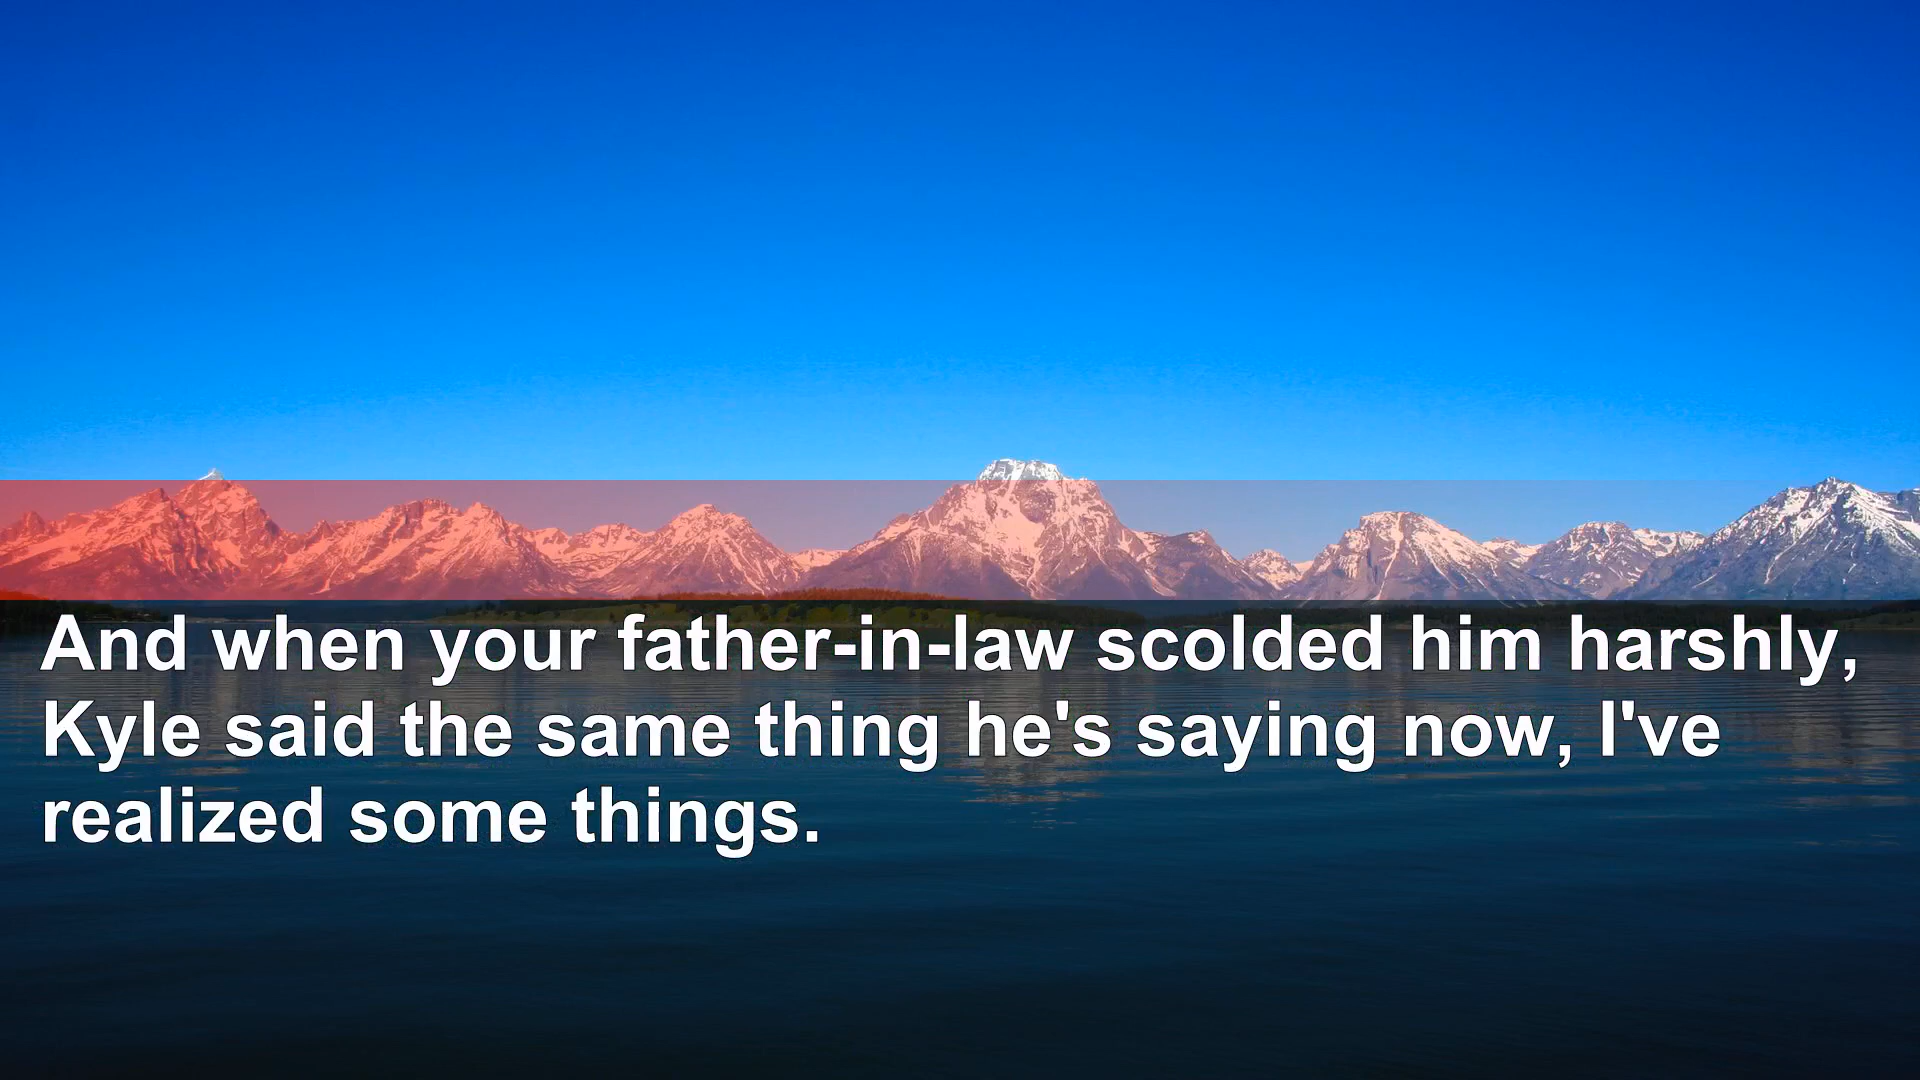 And when your father-in-law scolded him harshly,
Kyle said the same thing he's saying now, I've
realized some things.